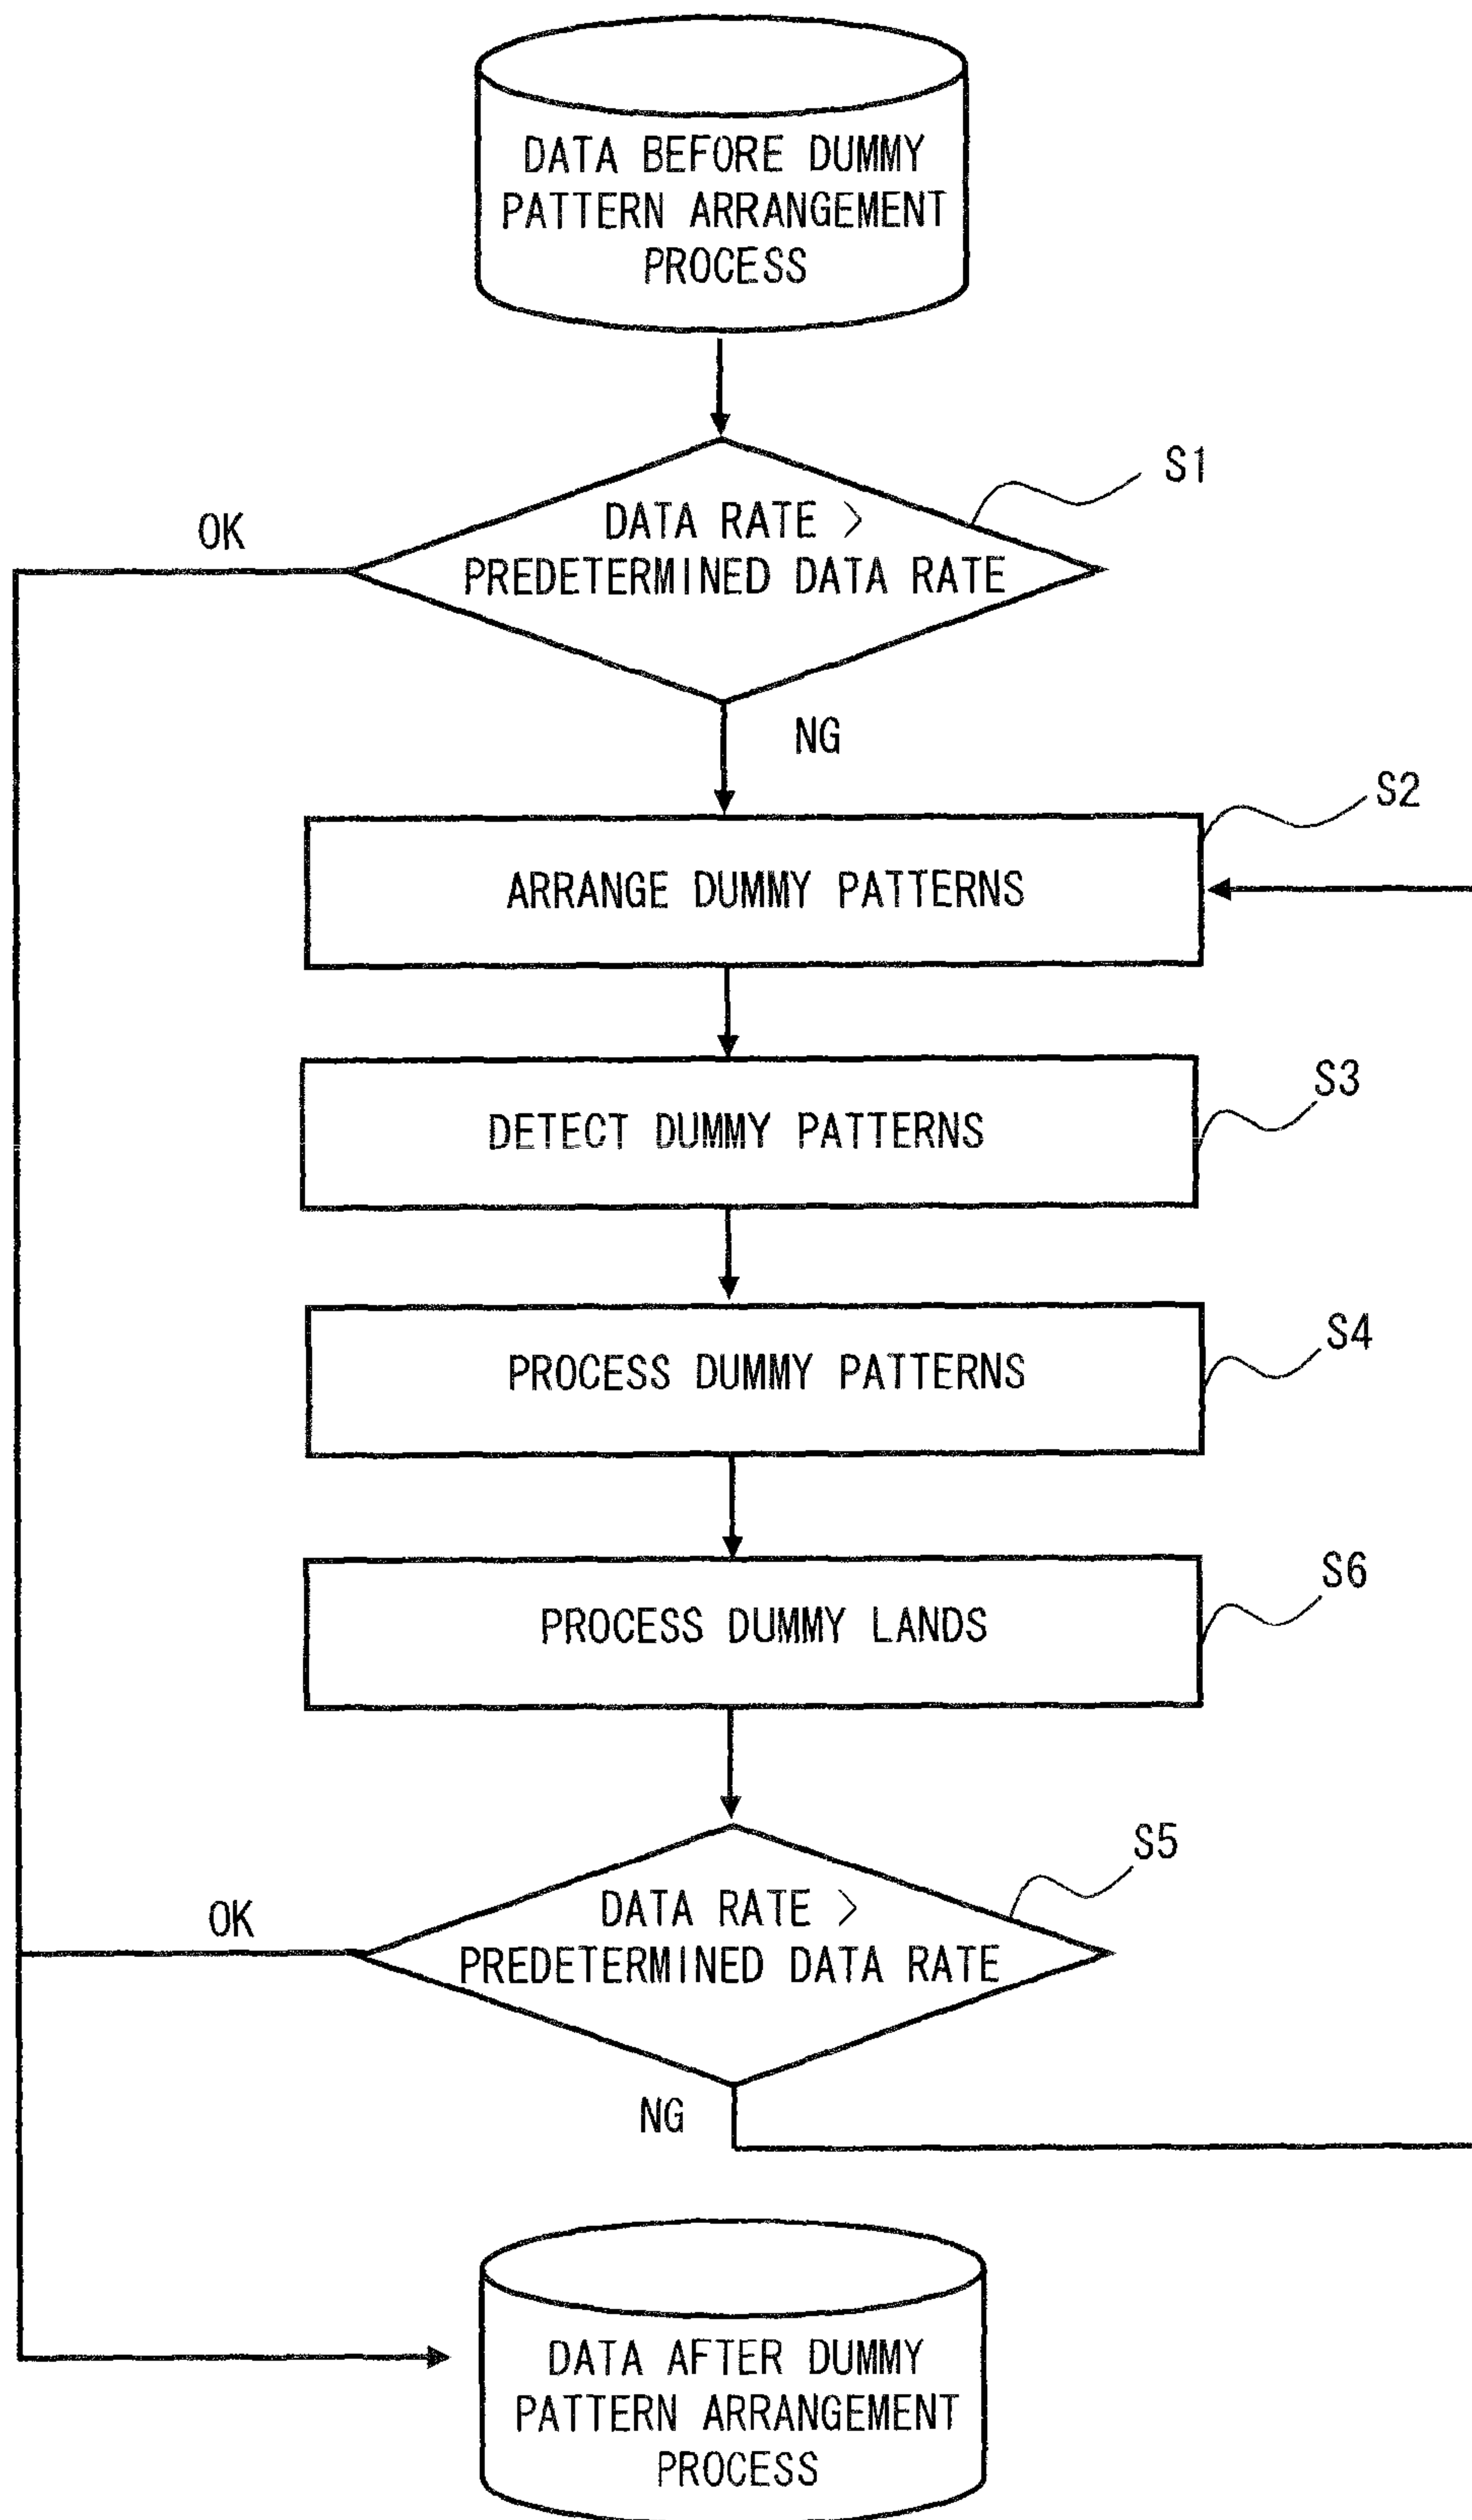 DATA BEFORE DUMMY
PATTERN ARRANGEMENT
PROCESS
S1
OK
DATA RATE >
PREDETERMINED DATA RATE
NG
S2
ARRANGE DUMMY PATTERNS
S3
DETECT DUMMY PATTERNS
S4
PROCESS DUMMY PATTERNS
S6
PROCESS DUMMY LANDS
S5
OK
DATA RATE >
PREDETERMINED DATA RATE
NG
DATA AFTER DUMMY
PATTERN ARRANGEMENT
PROCESS